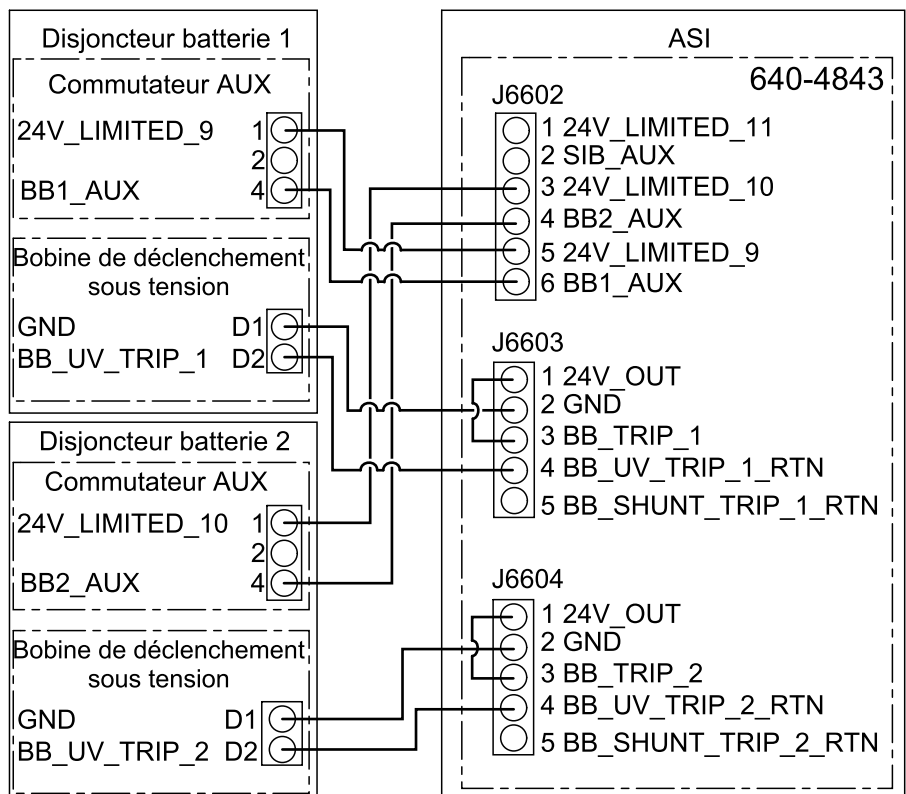 Disjoncteur batterie 1
Commutateur AUX
24V_LIMITED_9 1
2
BB1_AUX 4
Bobine de déclenchement
sous tension
GND D1
BB_UV_TRIP_1 D2
Disjoncteur batterie 2
Commutateur AUX
24V_LIMITED_10 1
2
BB2_AUX 4
Bobine de déclenchement
sous tension
GND D1
BB_UV_TRIP_2 D2
ASI
640-4843
J6602
1 24V_LIMITED_11
2 SIB_AUX
3 24V_LIMITED_10
4 BB2_AUX
5 24V_LIMITED_9
6 BB1_AUX
J6603
1 24V_OUT
2 GND
3 BB_TRIP_1
4 BB_UV_TRIP_1_RTN
5 BB_SHUNT_TRIP_1_RTN
J6604
1 24V_OUT
2 GND
3 BB_TRIP_2
4 BB_UV_TRIP_2_RTN
5 BB_SHUNT_TRIP_2_RTN